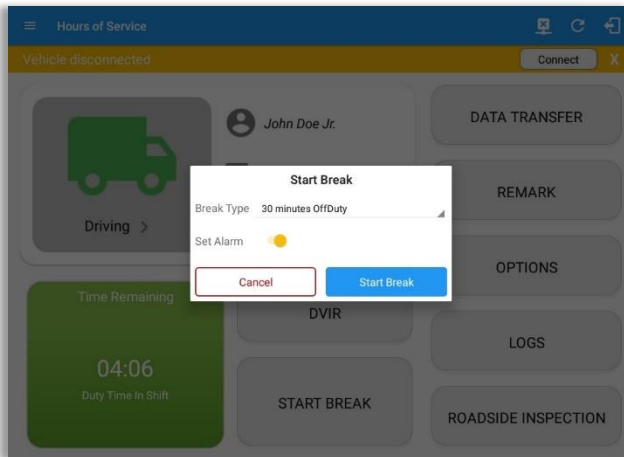 Hours of Service
Vehicle disconnected
Connect X
John Doe Jr.
DATA TRANSFER
Start Break
Break Type 30 minutes OffDuty
REMARK
Driving >
Set Alarm
OPTIONS
Cancel Start Break
Time Remaining
DVIR
LOGS
04:06
Duty Time In Shift
START BREAK
ROADSIDE INSPECTION